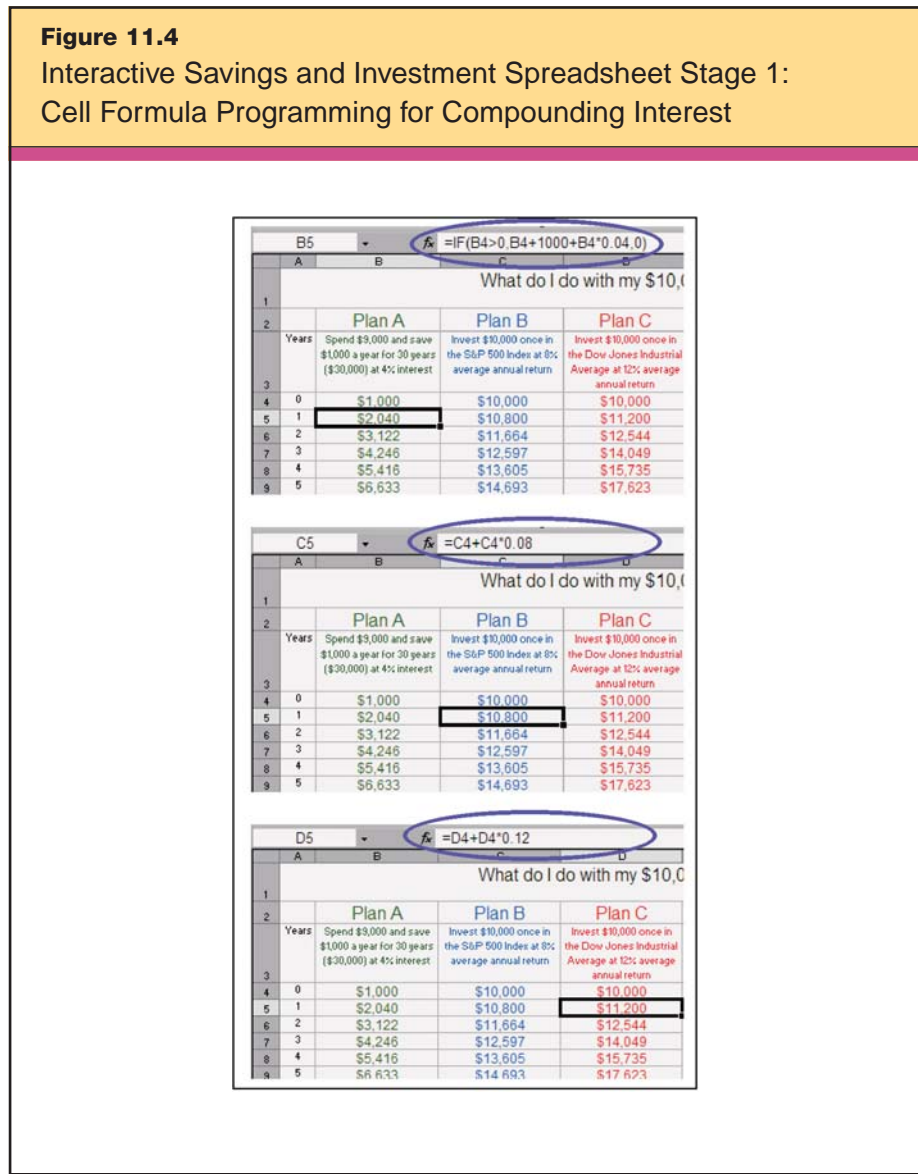 Figure 11.4
Interactive Savings and Investment Spreadsheet Stage 1:
Cell Formula Programming for Compounding Interest
B5 fx =IF(B4>0,B4+1000+B4*0.04,0)
A B C D
1 What do I do with my $10,0
2 Plan A Plan B Plan C
Years Spend $9,000 and save Invest $10,000 once in Invest $10,000 once in
$1,000 a year for 30 years the S&P 500 Index at 8% the Dow Jones Industrial
($30,000) at 4% interest average annual return Average at 12% average
3 annual return
4 0 $1,000 $10,000 $10,000
5 1 $2,040 $10,800 $11,200
6 2 $3,122 $11,664 $12,544
7 3 $4,246 $12,597 $14,049
8 4 $5,416 $13,605 $15,735
9 5 $6,633 $14,693 $17,623
C5 fx =C4+C4*0.08
A B C D
1 What do I do with my $10,0
2 Plan A Plan B Plan C
Years Spend $9,000 and save Invest $10,000 once in Invest $10,000 once in
$1,000 a year for 30 years the S&P 500 Index at 8% the Dow Jones Industrial
($30,000) at 4% interest average annual return Average at 12% average
3 annual return
4 0 $1,000 $10,000 $10,000
5 1 $2,040 $10,800 $11,200
6 2 $3,122 $11,664 $12,544
7 3 $4,246 $12,597 $14,049
8 4 $5,416 $13,605 $15,735
9 5 $6,633 $14,693 $17,623
D5 fx =D4+D4*0.12
A B C D
1 What do I do with my $10,0
2 Plan A Plan B Plan C
Years Spend $9,000 and save Invest $10,000 once in Invest $10,000 once in
$1,000 a year for 30 years the S&P 500 Index at 8% the Dow Jones Industrial
($30,000) at 4% interest average annual return Average at 12% average
3 annual return
4 0 $1,000 $10,000 $10,000
5 1 $2,040 $10,800 $11,200
6 2 $3,122 $11,664 $12,544
7 3 $4,246 $12,597 $14,049
8 4 $5,416 $13,605 $15,735
9 5 $6,633 $14,693 $17,623